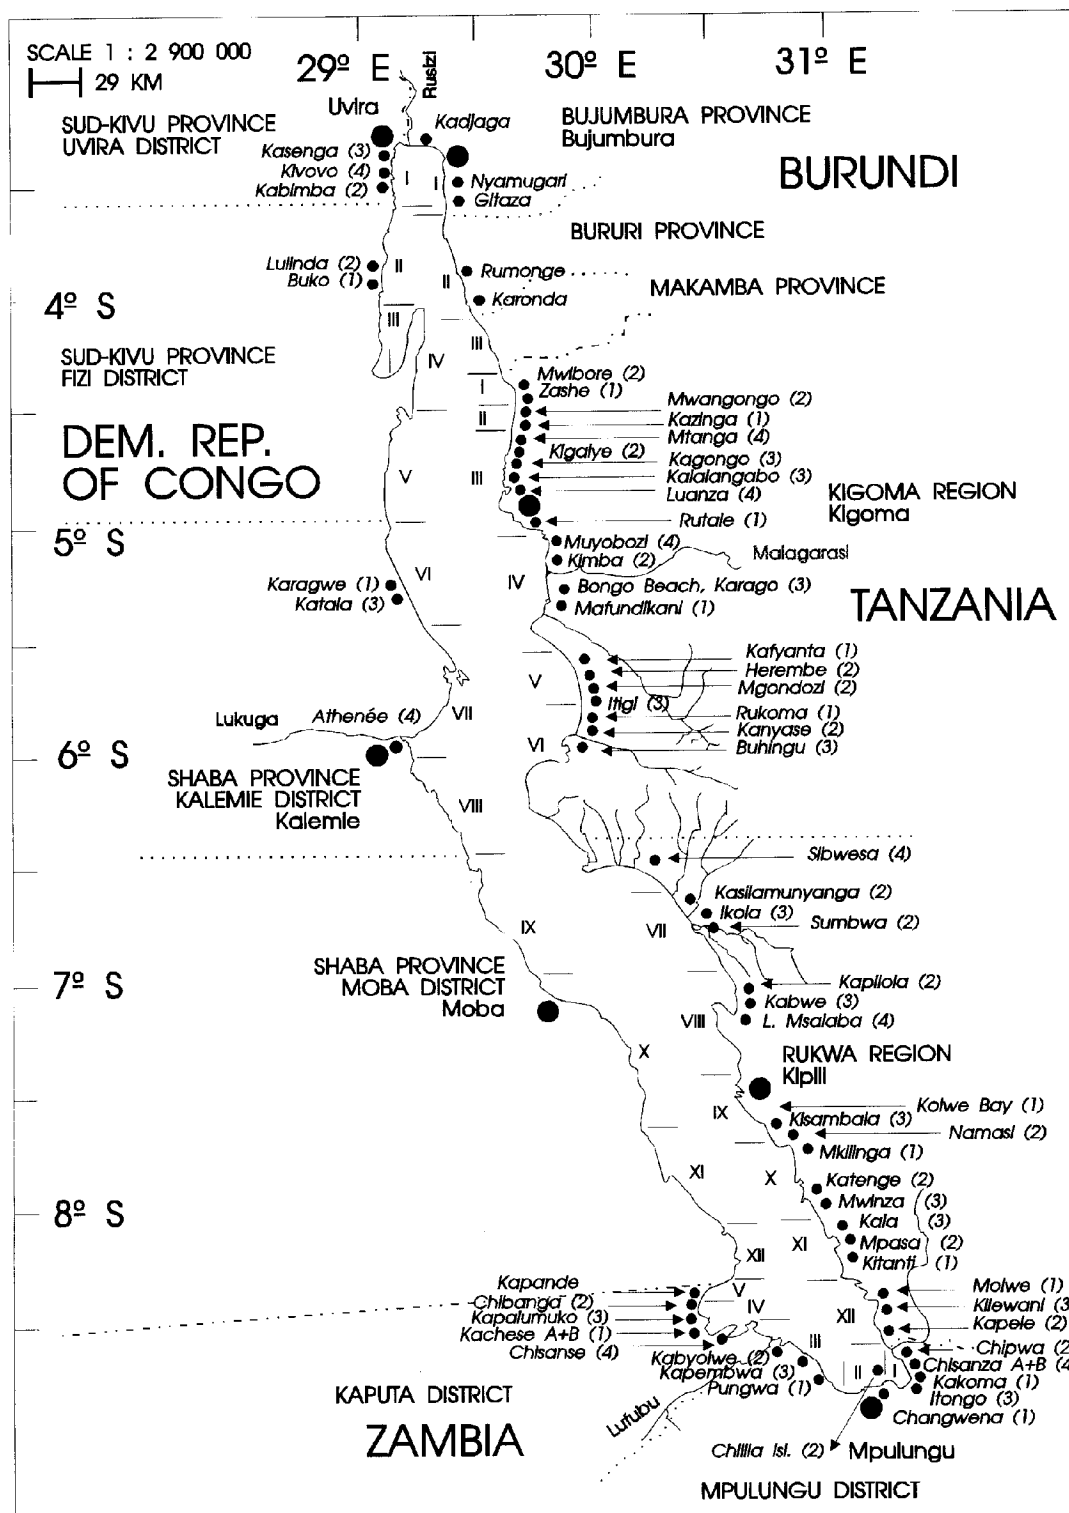 SCALE 1 : 2 900 000
29 KM
29º E
30º E
31º E
Rusizi
Uvira
SUD-KIVU PROVINCE
UVIRA DISTRICT
Kadjaga
BUJUMBURA PROVINCE
Bujumbura
BURUNDI
Kasenga (3)
Kivovo (4)
Kabimba (2)
I
I
Nyamugari
Gitaza
BURURI PROVINCE
Lulinda (2)
Buko (1)
II
II
Rumonge
Karonda
MAKAMBA PROVINCE
4º S
III
III
IV
SUD-KIVU PROVINCE
FIZI DISTRICT
Mwibore (2)
Zashe (1)
I
Mwangongo (2)
II
Kazinga (1)
Mtanga (4)
DEM. REP.
OF CONGO
Kigalye (2)
Kagongo (3)
V
III
Kalalangabo (3)
Luanza (4)
KIGOMA REGION
Kigoma
Rutale (1)
5º S
Muyobozi (4)
Kimba (2)
Malagarasi
VI
IV
Karagwe (1)
Katala (3)
Bongo Beach, Karago (3)
Mafundikani (1)
TANZANIA
Kafyanta (1)
Herembe (2)
Mgondozi (2)
V
Itigi (3)
Lukuga
Athenée (4)
VII
Rukoma (1)
Kanyase (2)
VI
Buhingu (3)
6º S
SHABA PROVINCE
KALEMIE DISTRICT
Kalemie
VIII
Sibwesa (4)
Kasilamunyanga (2)
Ikola (3)
Sumbwa (2)
IX
VII
SHABA PROVINCE
MOBA DISTRICT
Moba
7º S
Kapilola (2)
Kabwe (3)
L. Msalaba (4)
VIII
X
RUKWA REGION
Kipili
IX
Kolwe Bay (1)
Kisambala (3)
Namasi (2)
Mkilinga (1)
XI
X
Katenge (2)
Mwinza (3)
8º S
Kala (3)
Mpasa (2)
Kitanti (1)
XI
XII
Kapande
Chibanga (2)
Kapalumuko (3)
Kachese A+B (1)
Chisanse (4)
V
IV
XII
Molwe (1)
Kilewani (3
Kapele (2)
III
Kabyolwe (2)
Kapembwa (3)
Pungwa (1)
II
I
Chipwa (2
Chisanza A+B (4
Kakoma (1)
Itongo (3)
Changwena (1)
KAPUTA DISTRICT
ZAMBIA
Lufubu
Chilila Isl. (2)
Mpulungu
MPULUNGU DISTRICT